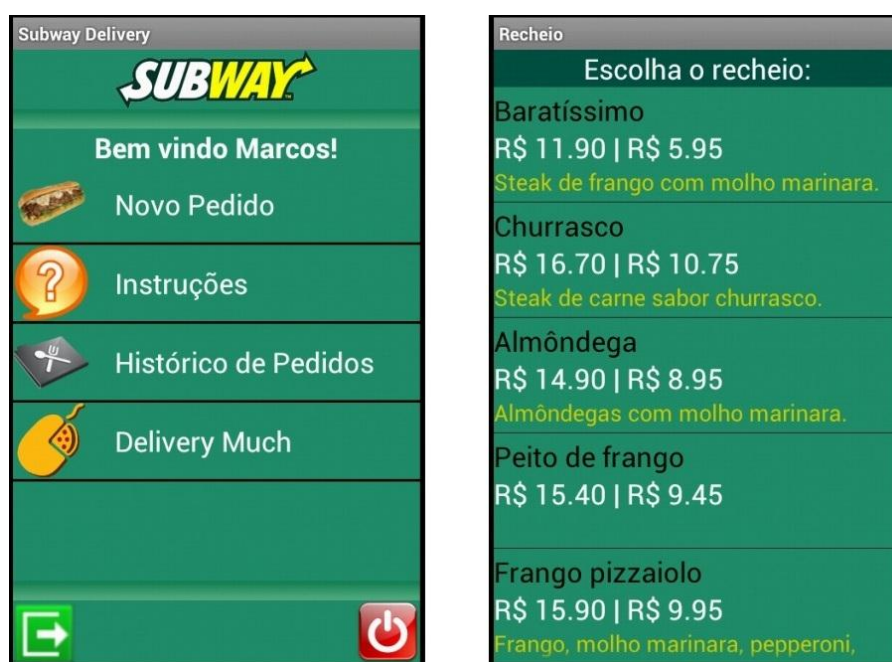 Subway Delivery
SUBWAY
Bem vindo Marcos!
Novo Pedido
?
Instruções
Histórico de Pedidos
Delivery Much
Recheio
Escolha o recheio:
Baratíssimo
R$ 11.90 | R$ 5.95
Steak de frango com molho marinara.
Churrasco
R$ 16.70 | R$ 10.75
Steak de carne sabor churrasco.
Almôndega
R$ 14.90 | R$ 8.95
Almôndegas com molho marinara.
Peito de frango
R$ 15.40 | R$ 9.45
Frango pizzaiolo
R$ 15.90 | R$ 9.95
Frango, molho marinara, pepperoni,